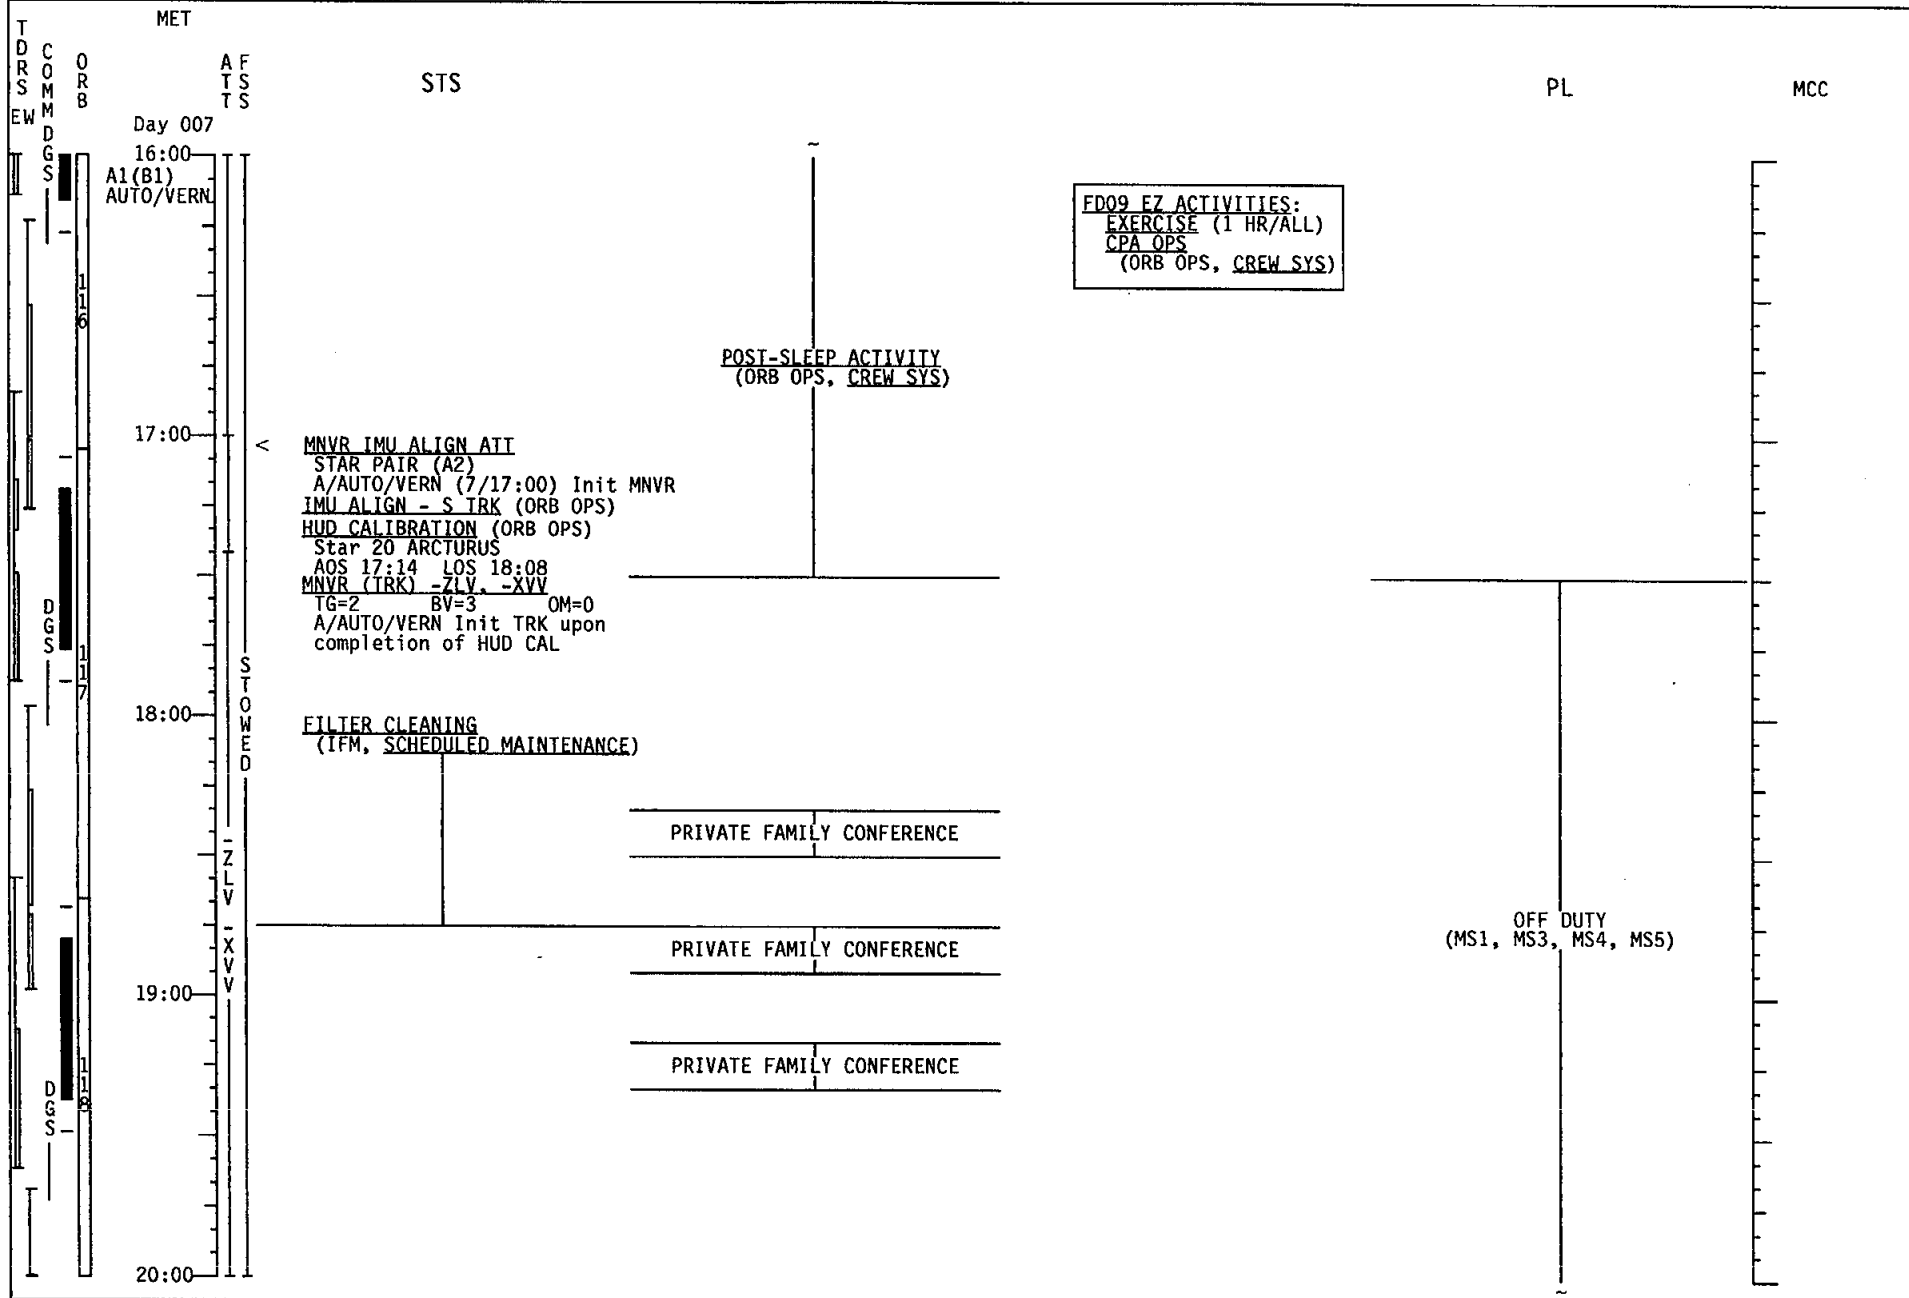 MET
TDRS
EW
COMM
DGS
ORB
ATT
FSS
STS
PL
MCC
Day 007
16:00
A1(B1)
AUTO/VERN
~
FD09 EZ ACTIVITIES:
EXERCISE (1 HR/ALL)
CPA OPS
(ORB OPS, CREW SYS)
116
POST-SLEEP ACTIVITY
(ORB OPS, CREW SYS)
17:00
<
MNVR IMU ALIGN ATT
STAR PAIR (A2)
A/AUTO/VERN (7/17:00) Init MNVR
IMU ALIGN - S TRK (ORB OPS)
HUD CALIBRATION (ORB OPS)
Star 20 ARCTURUS
AOS 17:14 LOS 18:08
MNVR (TRK) -ZLV, -XVV
TG=2 BV=3 OM=0
A/AUTO/VERN Init TRK upon
completion of HUD CAL
DGS
117
STOWED
18:00
FILTER CLEANING
(IFM, SCHEDULED MAINTENANCE)
PRIVATE FAMILY CONFERENCE
-ZLV
-XVV
OFF DUTY
(MS1, MS3, MS4, MS5)
PRIVATE FAMILY CONFERENCE
19:00
PRIVATE FAMILY CONFERENCE
118
DGS
20:00
~